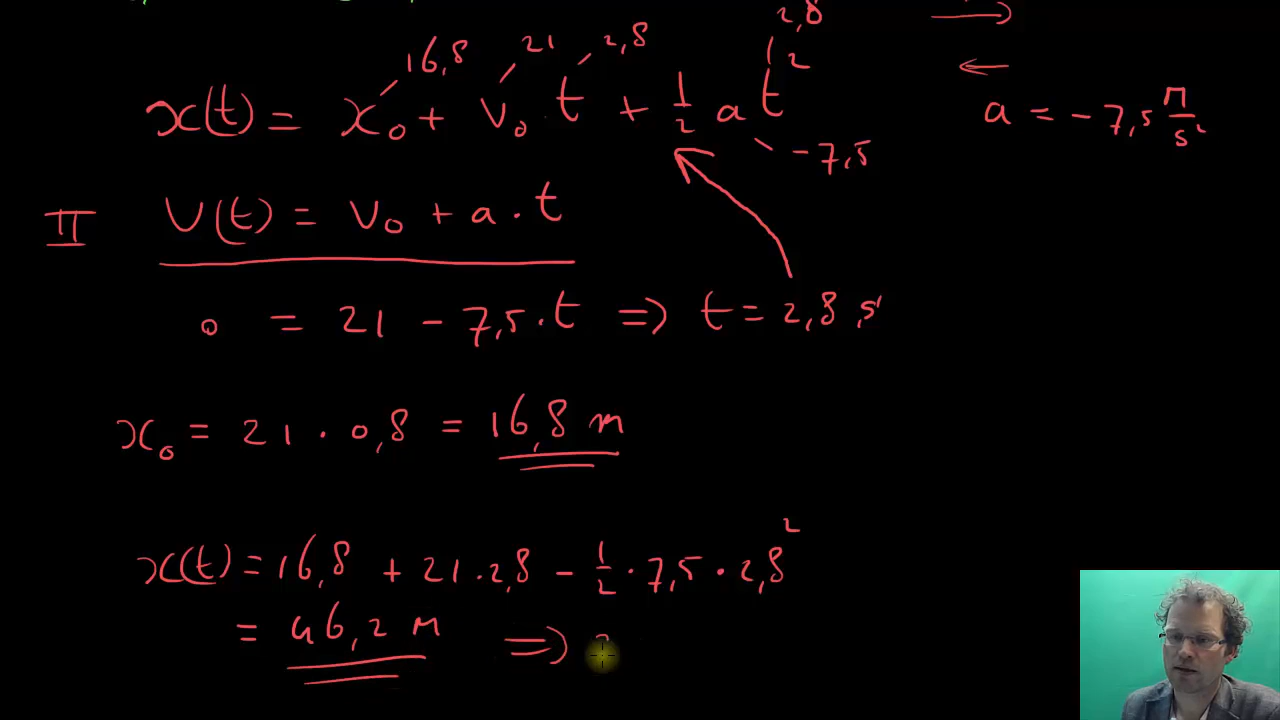 2,8
16,8 21 2,8
x(t) = x₀ + v₀ t + ½ a t²
-7,5
a = -7,5 m/s²
II v(t) = v₀ + a · t
0 = 21 - 7,5 · t ⇒ t = 2,8 s
x₀ = 21 · 0,8 = 16,8 m
x(t) = 16,8 + 21 · 2,8 - ½ · 7,5 · 2,8²
= 46,2 m ⇒